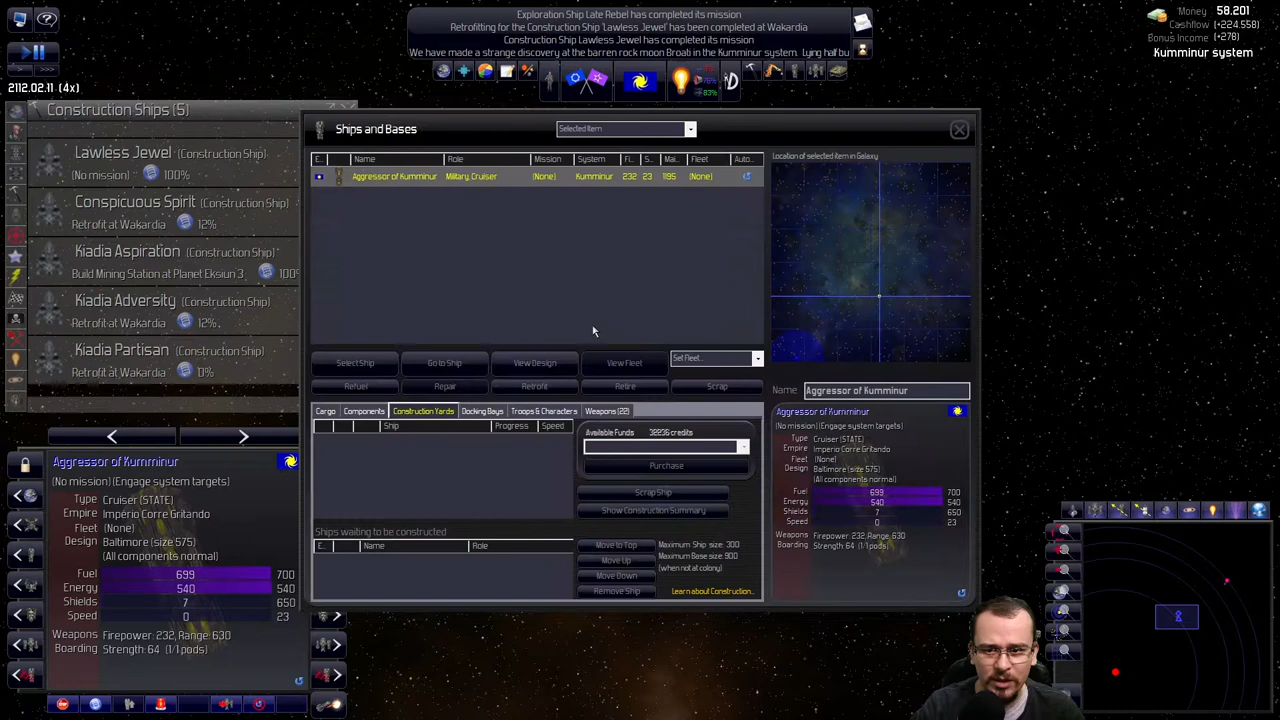 Exploration Ship Late Rebel has completed its mission
Retrofitting for the Construction Ship 'Lawless Jewel' has been completed at Wakardia
Construction Ship Lawless Jewel has completed its mission
We have made a strange discovery at the barren rock moon Broati in the Kumminur system. Lying half bu
Money 58.201
Cashflow (+224.558)
Bonus Income (+278)
Kumminur system
2112.02.11 (4x)
83%
Construction Ships (5)
Lawless Jewel (Construction Ship)
(No mission) 100%
Conspicuous Spirit (Construction Ship)
Retrofit at Wakardia 12%
Kiadia Aspiration (Construction Ship)
Build Mining Station at Planet Eksiun 3 100%
Kiadia Adversity (Construction Ship)
Retrofit at Wakardia 12%
Kiadia Partisan (Construction Ship)
Retrofit at Wakardia 0%
Ships and Bases
Selected Item
E... Name Role Mission System Fi... S... Mai... Fleet Auto...
Aggressor of Kumminur Military, Cruiser (None) Kumminur 232 23 1195 (None)
Select Ship Go to Ship View Design View Fleet Set Fleet...
Refuel Repair Retrofit Retire Scrap
Cargo Components Construction Yards Docking Bays Troops & Characters Weapons (22)
Ship Progress Speed
Available Funds 32236 credits
Purchase
Scrap Ship
Show Construction Summary
Ships waiting to be constructed
E... Name Role
Move to Top
Move Up
Move Down
Remove Ship
Maximum Ship size: 300
Maximum Base size: 900
(when not at colony)
Learn about Construction...
Location of selected item in Galaxy
Name Aggressor of Kumminur
Aggressor of Kumminur
(No mission) (Engage system targets)
Type Cruiser (STATE)
Empire Império Corre Gritando
Fleet (None)
Design Baltimore (size 575)
(All components normal)
Fuel 699 700
Energy 540 540
Shields 7 650
Speed 0 23
Weapons Firepower: 232, Range: 630
Boarding Strength: 64 (1/1 pods)
Aggressor of Kumminur
(No mission) (Engage system targets)
Type Cruiser (STATE)
Empire Império Corre Gritando
Fleet (None)
Design Baltimore (size 575)
(All components normal)
Fuel 699 700
Energy 540 540
Shields 7 650
Speed 0 23
Weapons Firepower: 232, Range: 630
Boarding Strength: 64 (1/1 pods)